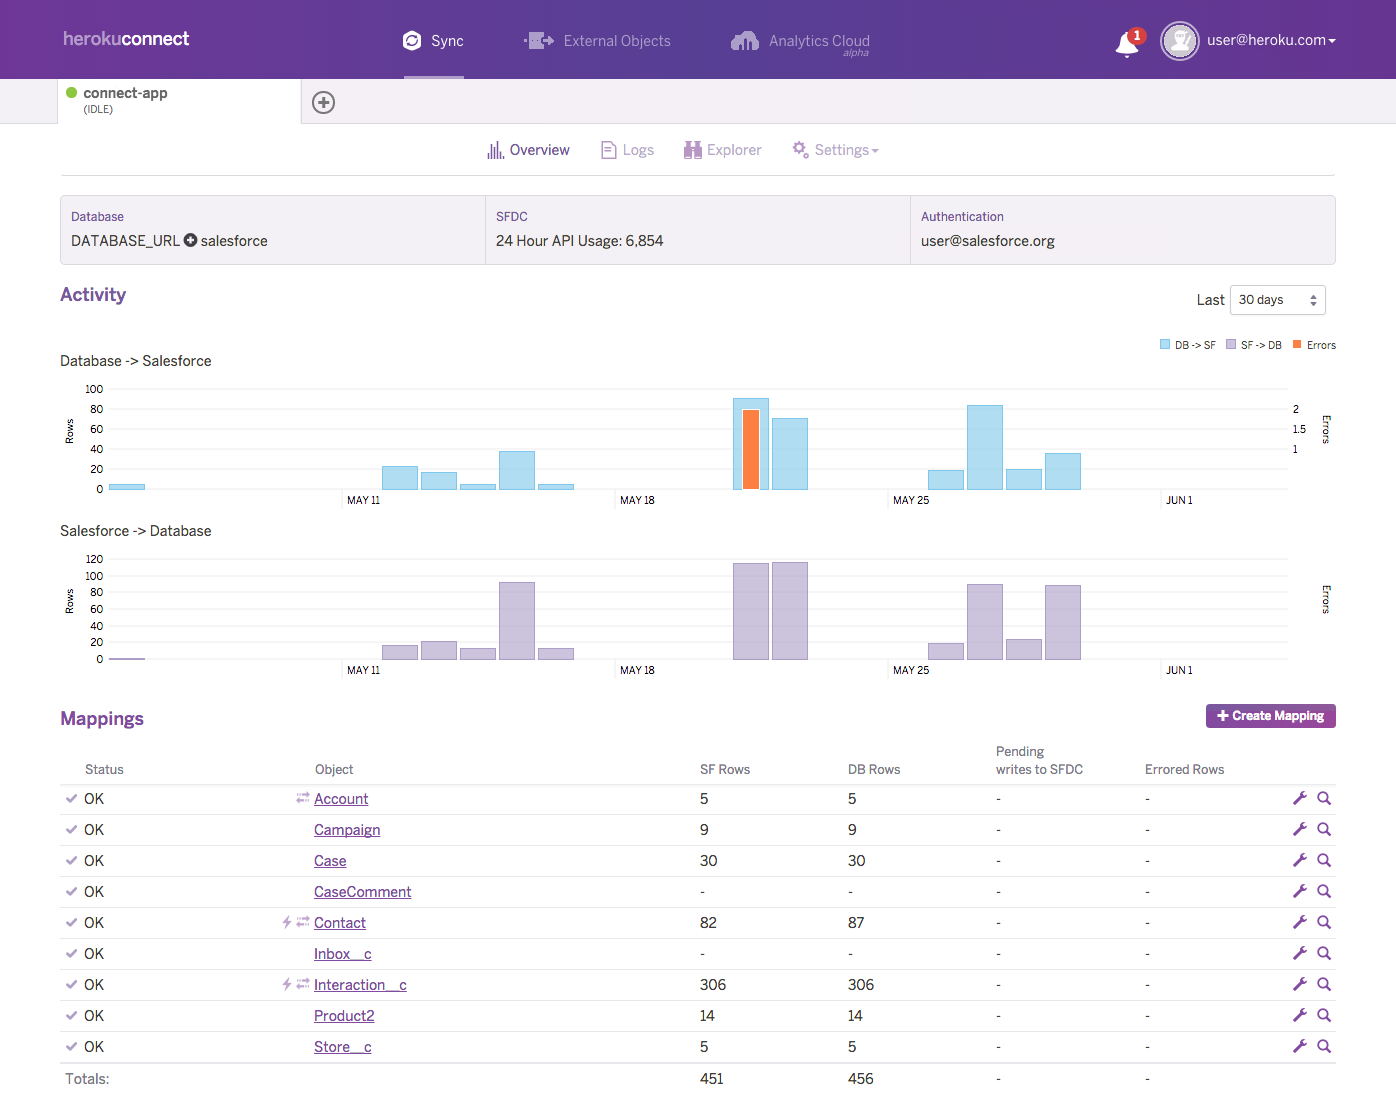 herokuconnect Sync External Objects Analytics Cloud alpha 1 user@heroku.com
connect-app
(IDLE)
Overview Logs Explorer Settings
Database SFDC Authentication
DATABASE_URL salesforce 24 Hour API Usage: 6,854 user@salesforce.org
Activity
Last 30 days
DB -> SF SF -> DB Errors
Database -> Salesforce
100
80 2
60 1.5
40 1
20
0
Rows
Errors
MAY 11 MAY 18 MAY 25 JUN 1
Salesforce -> Database
120
100
80
60
40
20
0
Rows
Errors
MAY 11 MAY 18 MAY 25 JUN 1
Mappings
Create Mapping
Status Object SF Rows DB Rows Pending writes to SFDC Errored Rows
OK Account 5 5 - -
OK Campaign 9 9 - -
OK Case 30 30 - -
OK CaseComment - - - -
OK Contact 82 87 - -
OK Inbox__c - - - -
OK Interaction__c 306 306 - -
OK Product2 14 14 - -
OK Store__c 5 5 - -
Totals: 451 456 - -